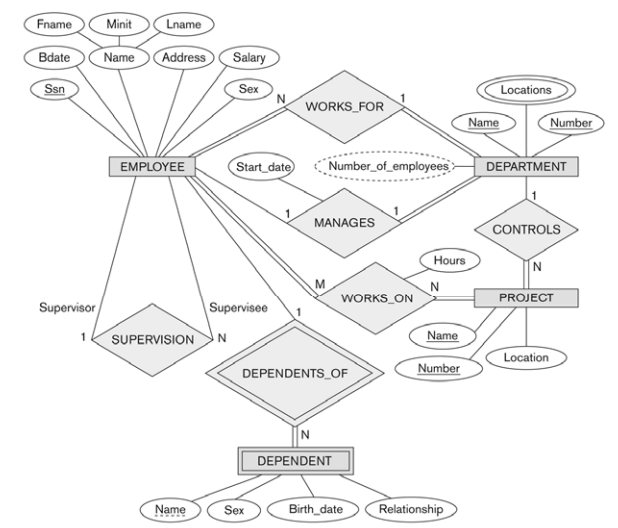 Fname
Minit
Lname
Bdate
Name
Address
Salary
Ssn
Sex
N
WORKS_FOR
1
Locations
Name
Number
EMPLOYEE
Start_date
Number_of_employees
DEPARTMENT
1
MANAGES
1
1
CONTROLS
N
Hours
M
WORKS_ON
N
PROJECT
Supervisor
Supervisee
1
SUPERVISION
N
1
Name
Number
Location
DEPENDENTS_OF
N
DEPENDENT
Name
Sex
Birth_date
Relationship